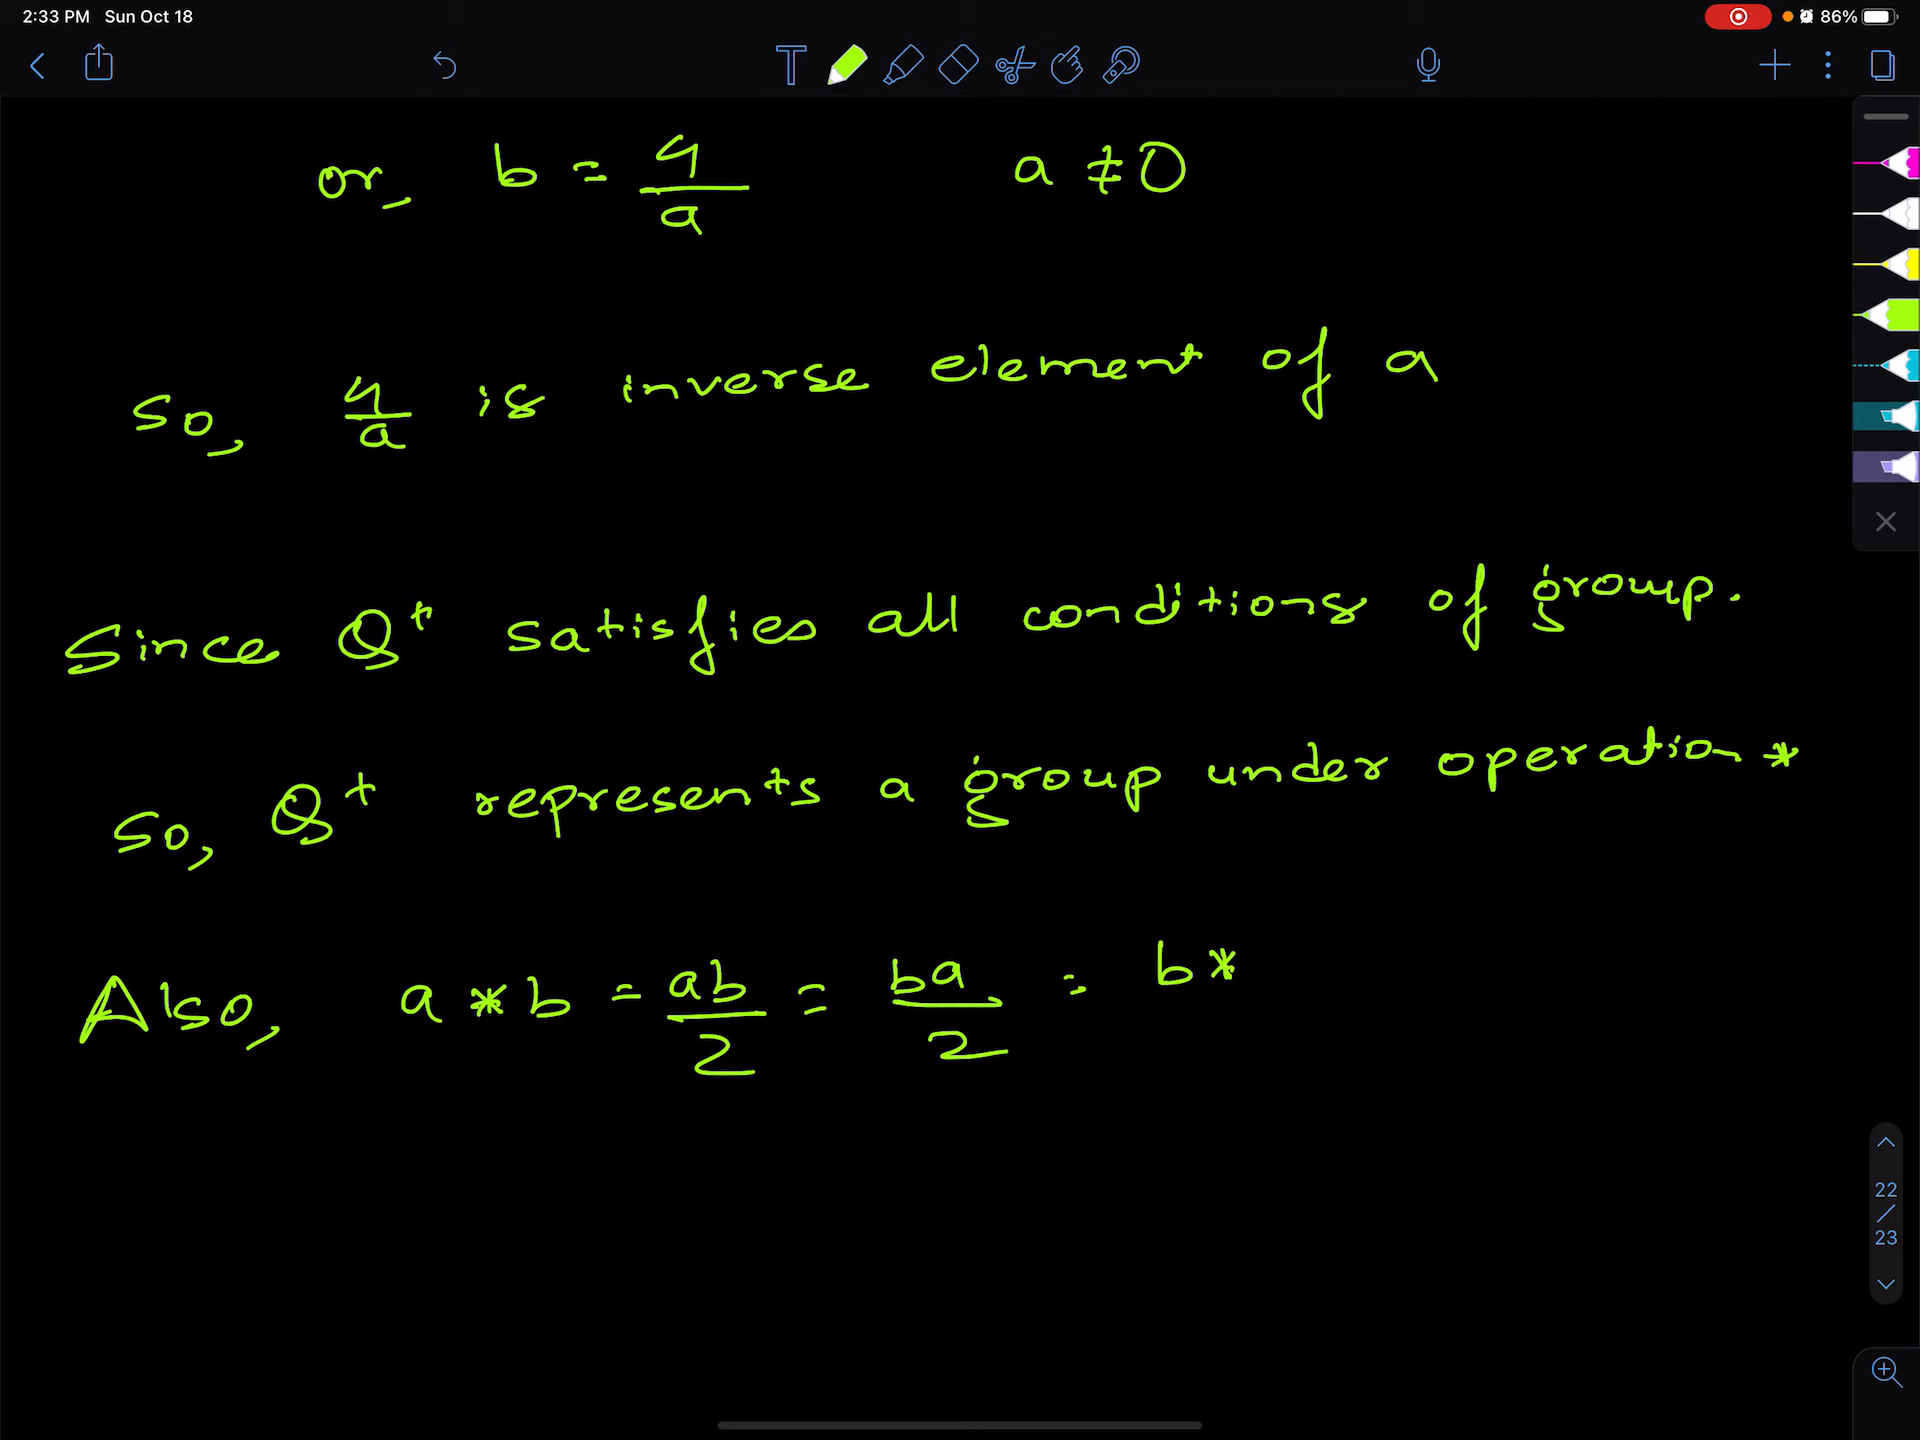 2:33 PM Sun Oct 18 86%
or, b = 4/a a ≠ 0
So, 4/a is inverse element of a
Since Q⁺ satisfies all conditions of group.
So, Q⁺ represents a group under operation *
Also, a * b = ab/2 = ba/2 = b *
22
/
23